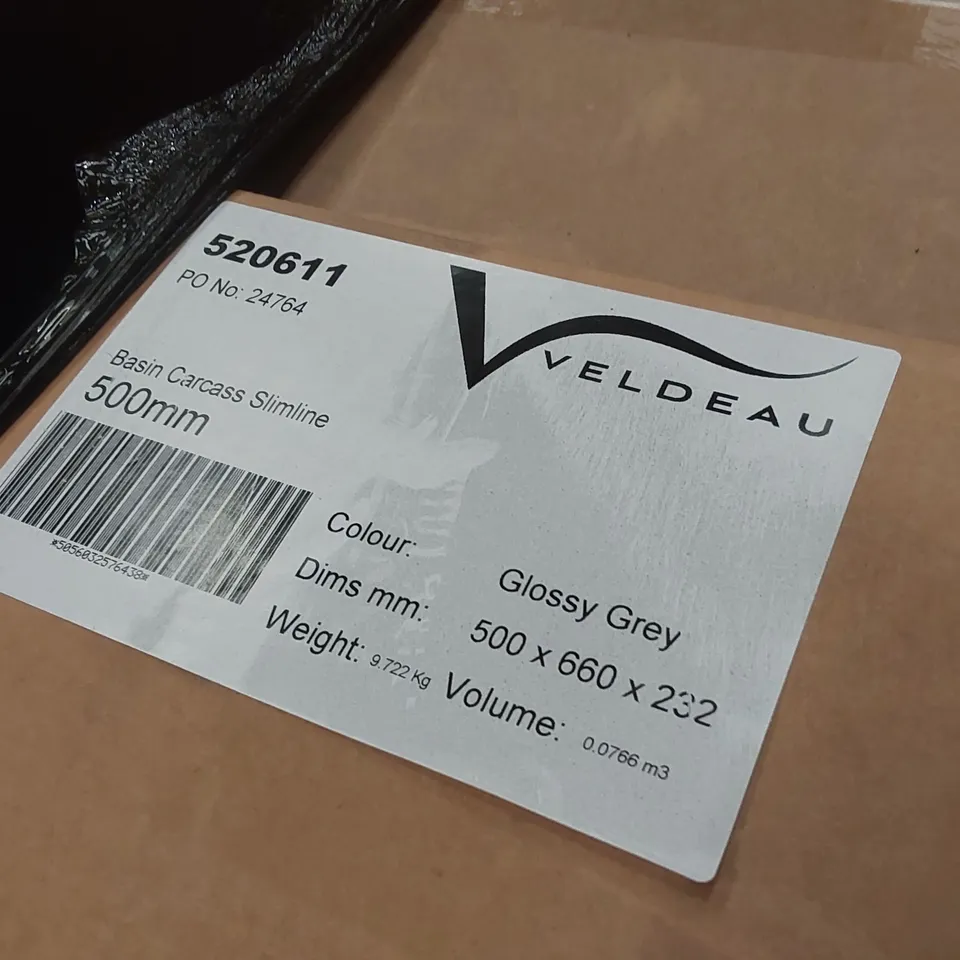 520611
PO No: 24764
VELDEAU
Basin Carcass Slimline
500mm
*5056032576438*
Colour: Glossy Grey
Dims mm: 500 x 660 x 232
Weight: 9.722 Kg Volume: 0.0766 m3